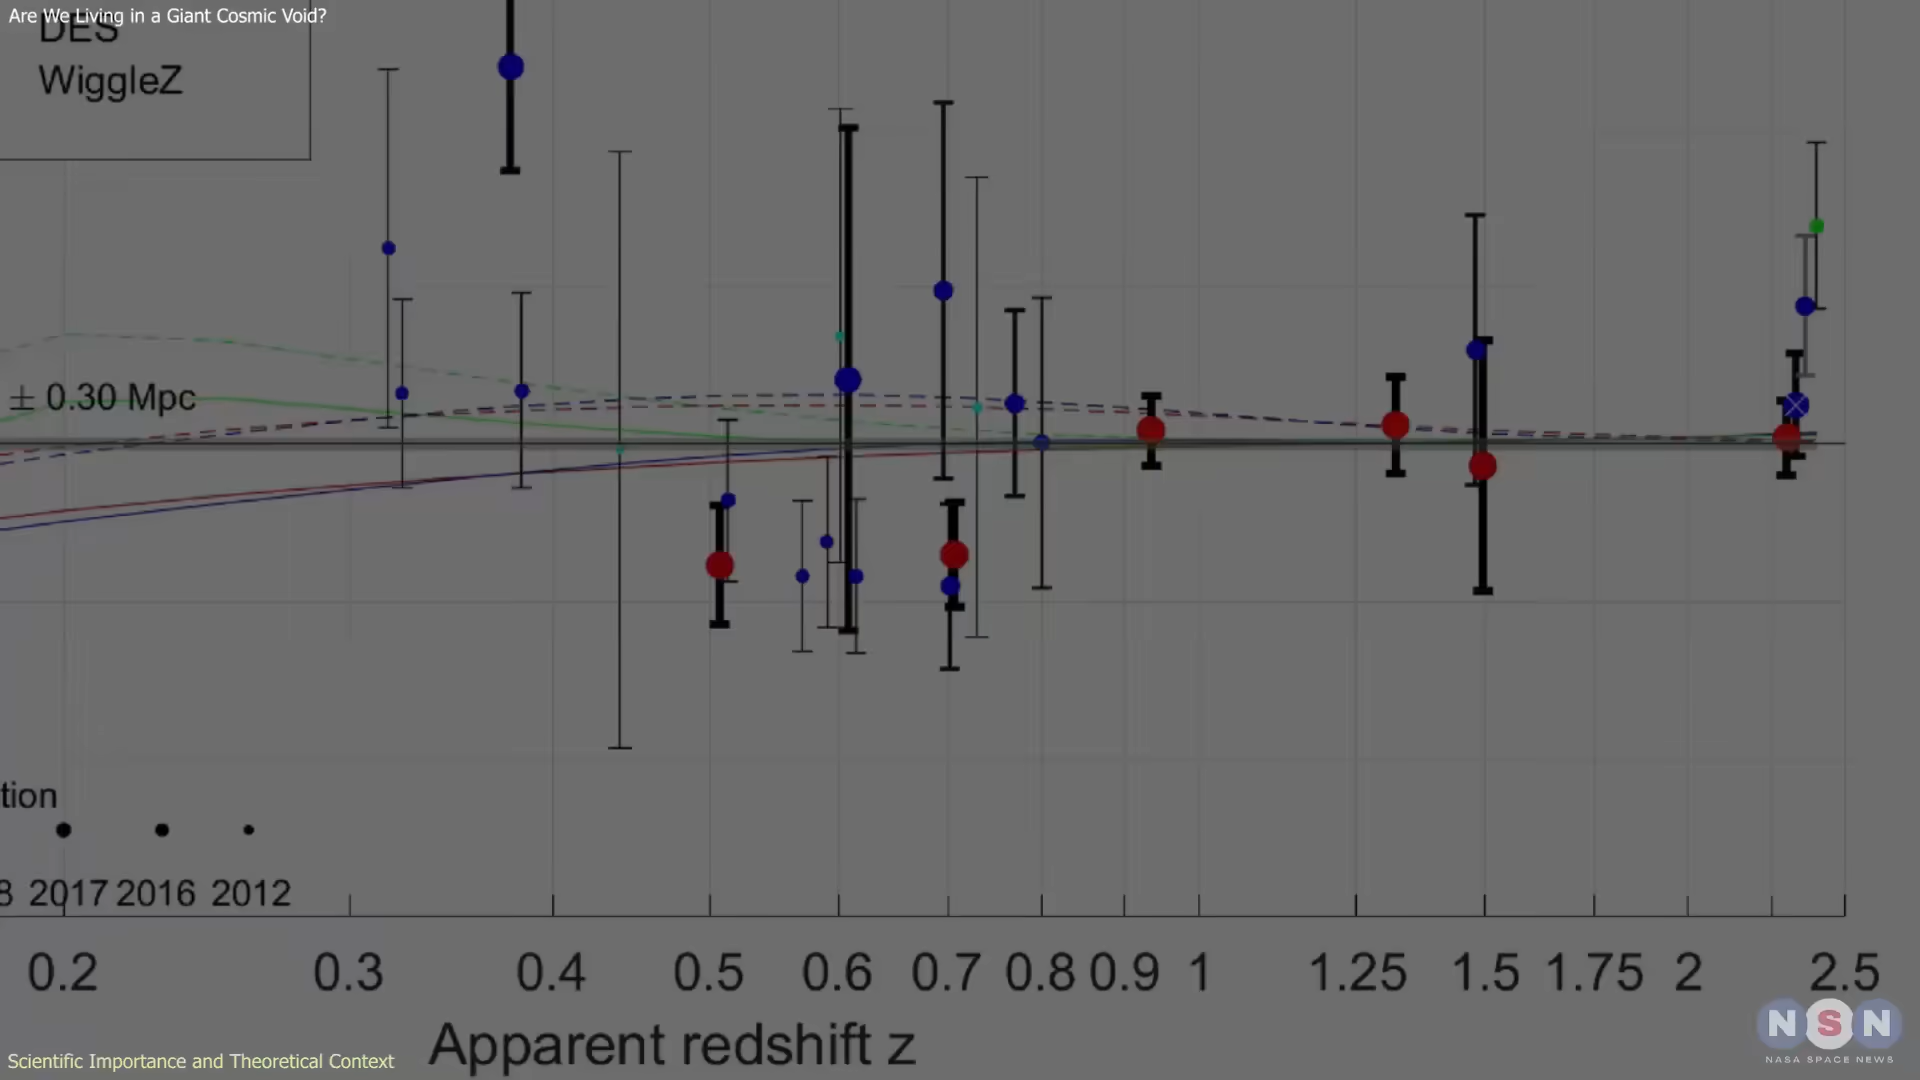 Are We Living in a Giant Cosmic Void?
DES
WiggleZ
± 0.30 Mpc
tion
8 2017 2016 2012
0.2 0.3 0.4 0.5 0.6 0.7 0.8 0.9 1 1.25 1.5 1.75 2 2.5
Apparent redshift z
Scientific Importance and Theoretical Context
NSN
NASA SPACE NEWS